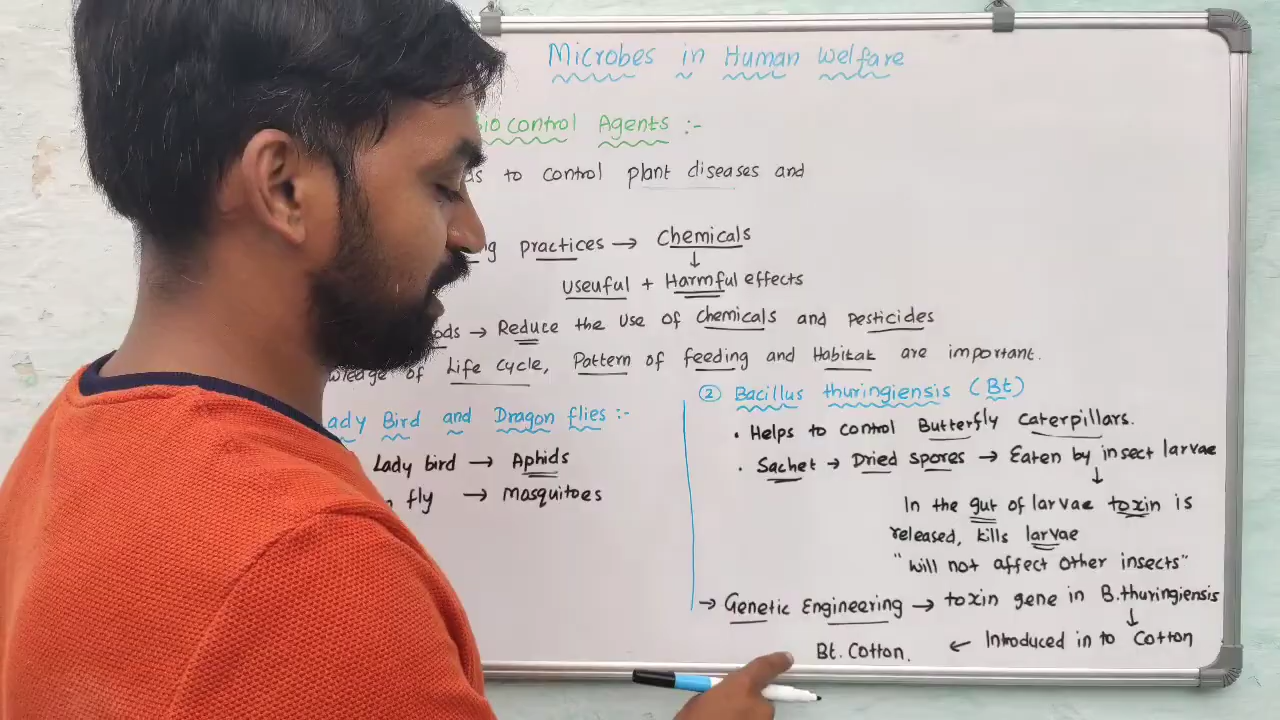 Microbes in Human Welfare
control Agents :-
to control plant diseases and
practices → Chemicals
↓
Useuful + Harmful effects
→ Reduce the use of chemicals and pesticides
of Life cycle, Pattern of feeding and Habitat are important.
Lady Bird and Dragon flies :-
Lady bird → Aphids
fly → Mosquitoes
② Bacillus thuringiensis (Bt)
• Helps to control Butterfly Caterpillars.
• Sachet → Dried spores → Eaten by insect larvae
↓
In the gut of larvae toxin is
released, kills larvae
"will not affect other insects"
→ Genetic Engineering → toxin gene in B.thuringiensis
↓
Bt. Cotton. ← Introduced in to Cotton